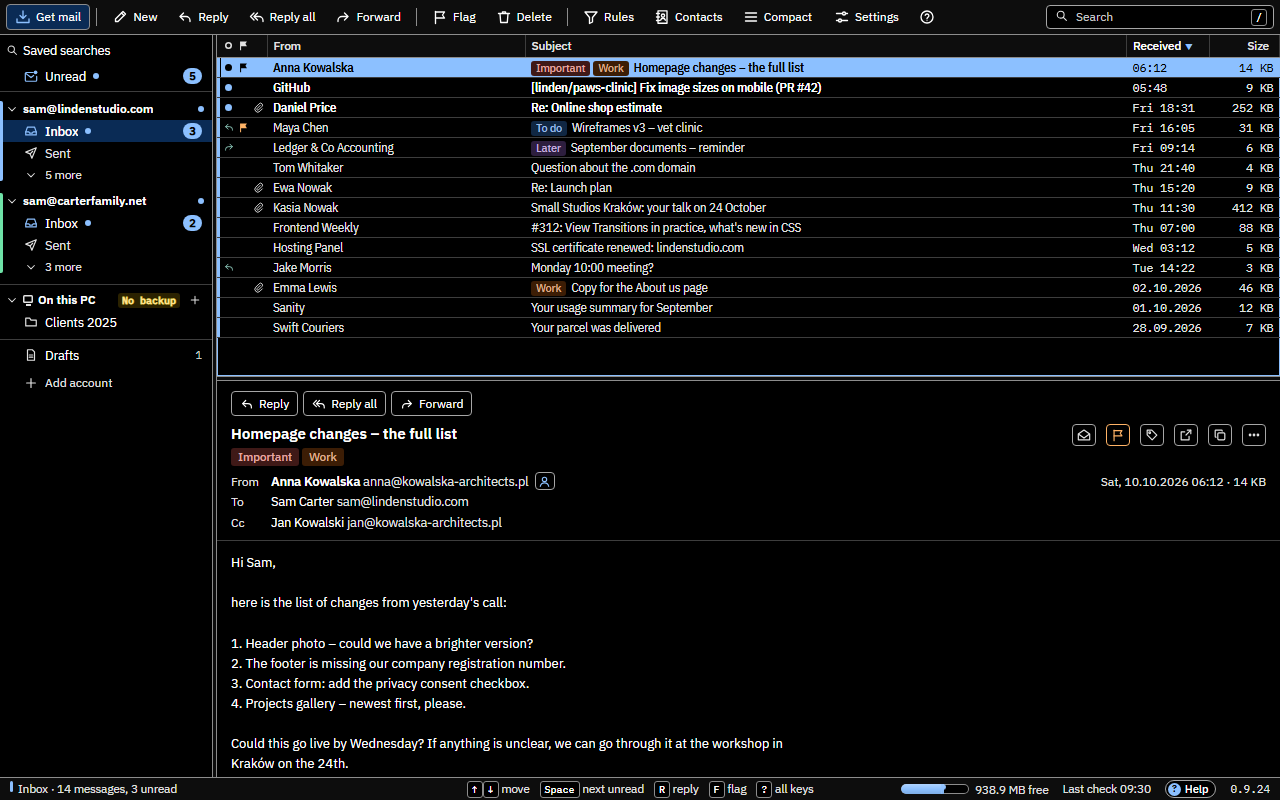 Get mail New Reply Reply all Forward Flag Delete Rules Contacts Compact Settings Search /
Saved searches
Unread 5
sam@lindenstudio.com
Inbox 3
Sent
5 more
sam@carterfamily.net
Inbox 2
Sent
3 more
On this PC No backup
Clients 2025
Drafts 1
Add account
From Subject Received Size
Anna Kowalska Important Work Homepage changes – the full list 06:12 14 KB
GitHub [linden/paws-clinic] Fix image sizes on mobile (PR #42) 05:48 9 KB
Daniel Price Re: Online shop estimate Fri 18:31 252 KB
Maya Chen To do Wireframes v3 – vet clinic Fri 16:05 31 KB
Ledger & Co Accounting Later September documents – reminder Fri 09:14 6 KB
Tom Whitaker Question about the .com domain Thu 21:40 4 KB
Ewa Nowak Re: Launch plan Thu 15:20 9 KB
Kasia Nowak Small Studios Kraków: your talk on 24 October Thu 11:30 412 KB
Frontend Weekly #312: View Transitions in practice, what's new in CSS Thu 07:00 88 KB
Hosting Panel SSL certificate renewed: lindenstudio.com Wed 03:12 5 KB
Jake Morris Monday 10:00 meeting? Tue 14:22 3 KB
Emma Lewis Work Copy for the About us page 02.10.2026 46 KB
Sanity Your usage summary for September 01.10.2026 12 KB
Swift Couriers Your parcel was delivered 28.09.2026 7 KB
Reply Reply all Forward
Homepage changes – the full list
Important Work
From Anna Kowalska anna@kowalska-architects.pl Sat, 10.10.2026 06:12 · 14 KB
To Sam Carter sam@lindenstudio.com
Cc Jan Kowalski jan@kowalska-architects.pl
Hi Sam,
here is the list of changes from yesterday's call:
1. Header photo – could we have a brighter version?
2. The footer is missing our company registration number.
3. Contact form: add the privacy consent checkbox.
4. Projects gallery – newest first, please.
Could this go live by Wednesday? If anything is unclear, we can go through it at the workshop in
Kraków on the 24th.
Inbox · 14 messages, 3 unread ↑ ↓ move Space next unread R reply F flag ? all keys 938.9 MB free Last check 09:30 ? Help 0.9.24